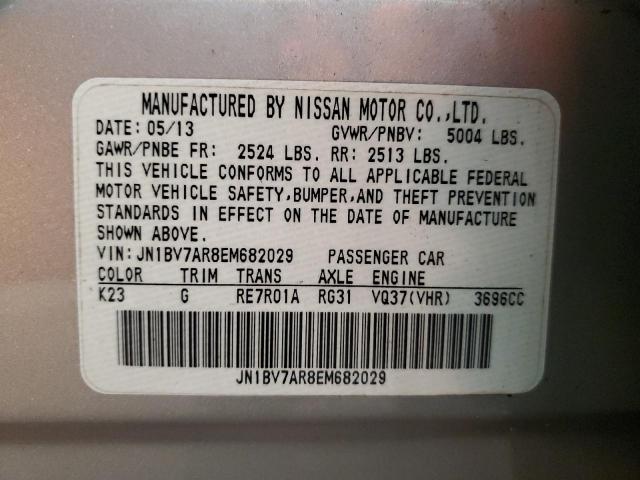 MANUFACTURED BY NISSAN MOTOR CO.,LTD.
DATE: 05/13 GVWR/PNBV: 5004 LBS.
GAWR/PNBE FR: 2524 LBS. RR: 2513 LBS.
THIS VEHICLE CONFORMS TO ALL APPLICABLE FEDERAL
MOTOR VEHICLE SAFETY,BUMPER,AND THEFT PREVENTION
STANDARDS IN EFFECT ON THE DATE OF MANUFACTURE
SHOWN ABOVE.
VIN: JN1BV7AR8EM682029 PASSENGER CAR
COLOR TRIM TRANS AXLE ENGINE
K23 G RE7R01A RG31 VQ37(VHR) 3696CC
JN1BV7AR8EM682029